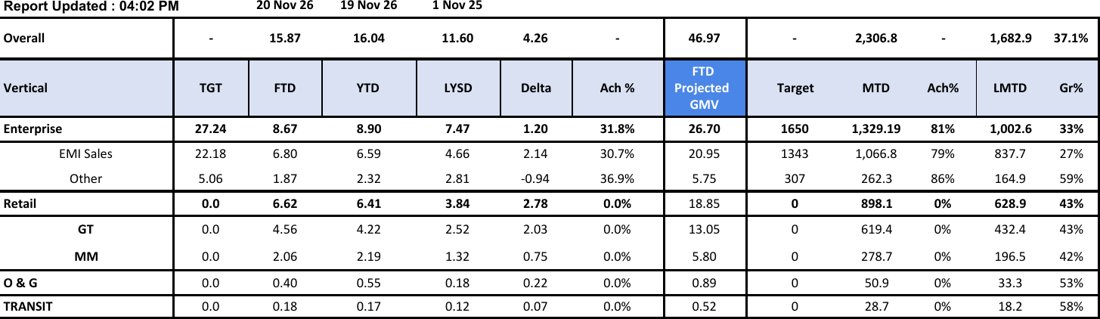 Report Updated : 04:02 PM 20 Nov 26 19 Nov 26 1 Nov 25
Overall - 15.87 16.04 11.60 4.26 - 46.97 - 2,306.8 - 1,682.9 37.1%
Vertical TGT FTD YTD LYSD Delta Ach % FTD Projected GMV Target MTD Ach% LMTD Gr%
Enterprise 27.24 8.67 8.90 7.47 1.20 31.8% 26.70 1650 1,329.19 81% 1,002.6 33%
EMI Sales 22.18 6.80 6.59 4.66 2.14 30.7% 20.95 1343 1,066.8 79% 837.7 27%
Other 5.06 1.87 2.32 2.81 -0.94 36.9% 5.75 307 262.3 86% 164.9 59%
Retail 0.0 6.62 6.41 3.84 2.78 0.0% 18.85 0 898.1 0% 628.9 43%
GT 0.0 4.56 4.22 2.52 2.03 0.0% 13.05 0 619.4 0% 432.4 43%
MM 0.0 2.06 2.19 1.32 0.75 0.0% 5.80 0 278.7 0% 196.5 42%
O & G 0.0 0.40 0.55 0.18 0.22 0.0% 0.89 0 50.9 0% 33.3 53%
TRANSIT 0.0 0.18 0.17 0.12 0.07 0.0% 0.52 0 28.7 0% 18.2 58%